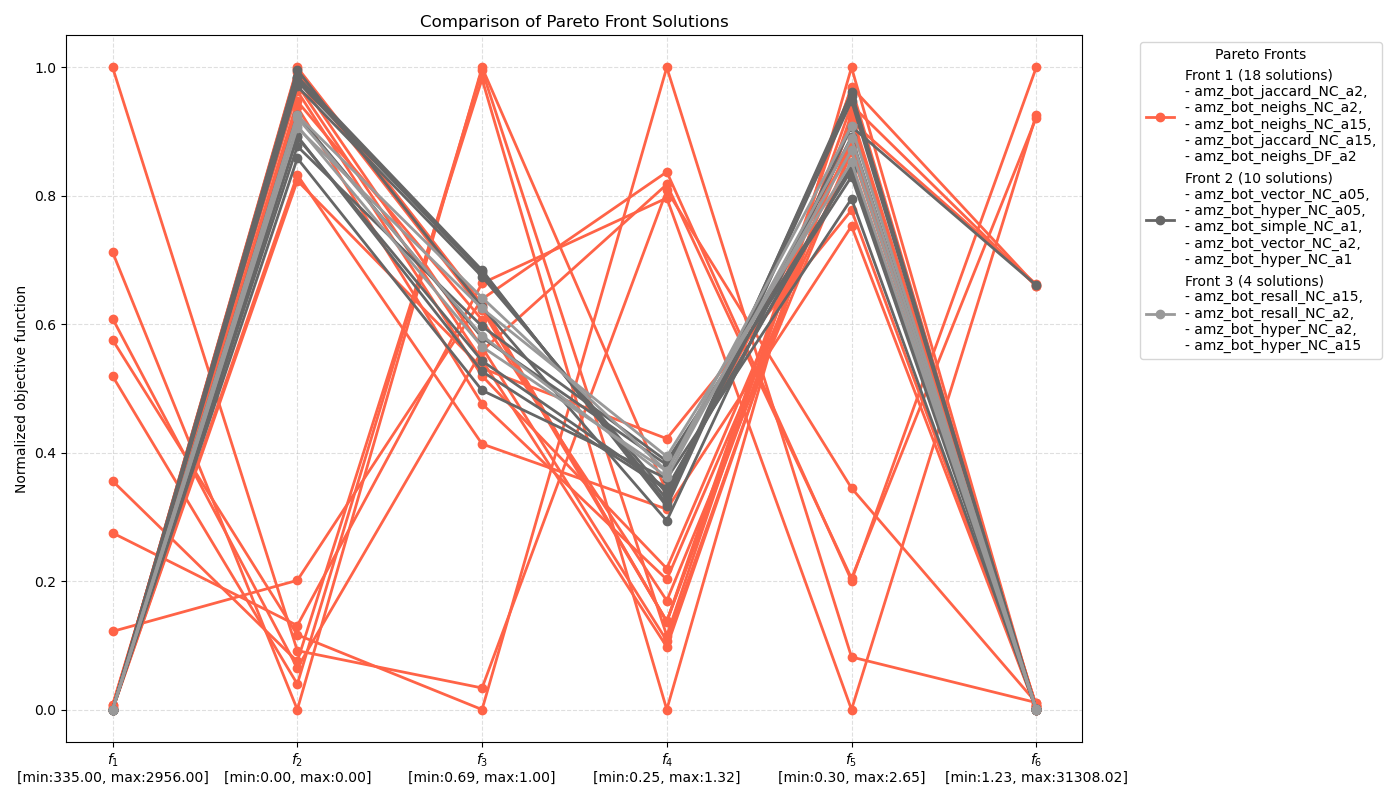 Comparison of Pareto Front Solutions
Normalized objective function
1.0
0.8
0.6
0.4
0.2
0.0
f1
[min:335.00, max:2956.00]
f2
[min:0.00, max:0.00]
f3
[min:0.69, max:1.00]
f4
[min:0.25, max:1.32]
f5
[min:0.30, max:2.65]
f6
[min:1.23, max:31308.02]
Pareto Fronts
Front 1 (18 solutions)
- amz_bot_jaccard_NC_a2,
- amz_bot_neighs_NC_a2,
- amz_bot_neighs_NC_a15,
- amz_bot_jaccard_NC_a15,
- amz_bot_neighs_DF_a2
Front 2 (10 solutions)
- amz_bot_vector_NC_a05,
- amz_bot_hyper_NC_a05,
- amz_bot_simple_NC_a1,
- amz_bot_vector_NC_a2,
- amz_bot_hyper_NC_a1
Front 3 (4 solutions)
- amz_bot_resall_NC_a15,
- amz_bot_resall_NC_a2,
- amz_bot_hyper_NC_a2,
- amz_bot_hyper_NC_a15